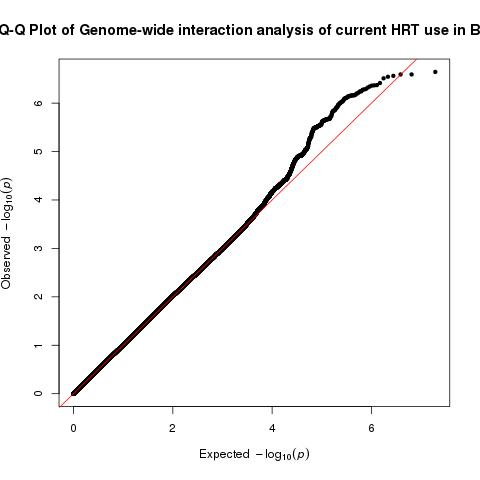 Q-Q Plot of Genome-wide interaction analysis of current HRT use in B
Observed −log₁₀(p)
6
5
4
3
2
1
0
0 2 4 6
Expected −log₁₀(p)